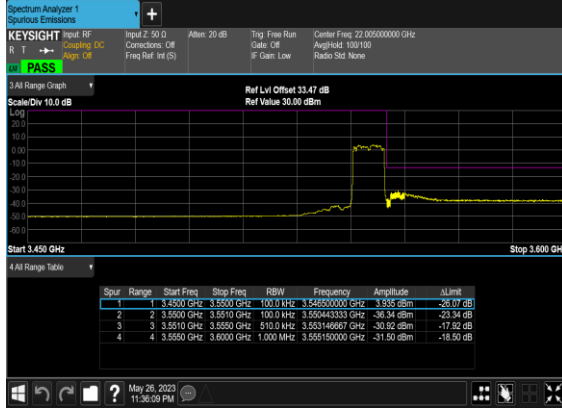 Spectrum Analyzer 1
Spurious Emissions
+
KEYSIGHT Input: RF Input Z: 50 Ω Atten: 20 dB Trig: Free Run Center Freq: 22.005000000 GHz
R T Coupling: DC Corrections: Off Gate: Off Avg|Hold: 100/100
Align: Off Freq Ref: Int (S) IF Gain: Low Radio Std: None
PASS
3 All Range Graph
Ref Lvl Offset 33.47 dB
Scale/Div 10.0 dB Ref Value 30.00 dBm
Log
20.0
10.0
0.00
-10.0
-20.0
-30.0
-40.0
-50.0
-60.0
Start 3.450 GHz Stop 3.600 GH
4 All Range Table
Spur Range Start Freq Stop Freq RBW Frequency Amplitude ΔLimit
1 1 3.4500 GHz 3.5500 GHz 100.0 kHz 3.546500000 GHz 3.935 dBm -26.07 dB
2 2 3.5500 GHz 3.5510 GHz 100.0 kHz 3.550443333 GHz -36.34 dBm -23.34 dB
3 3 3.5510 GHz 3.5550 GHz 510.0 kHz 3.553146667 GHz -30.92 dBm -17.92 dB
4 4 3.5550 GHz 3.6000 GHz 1.000 MHz 3.555150000 GHz -31.50 dBm -18.50 dB
? May 26, 2023
11:36:09 PM